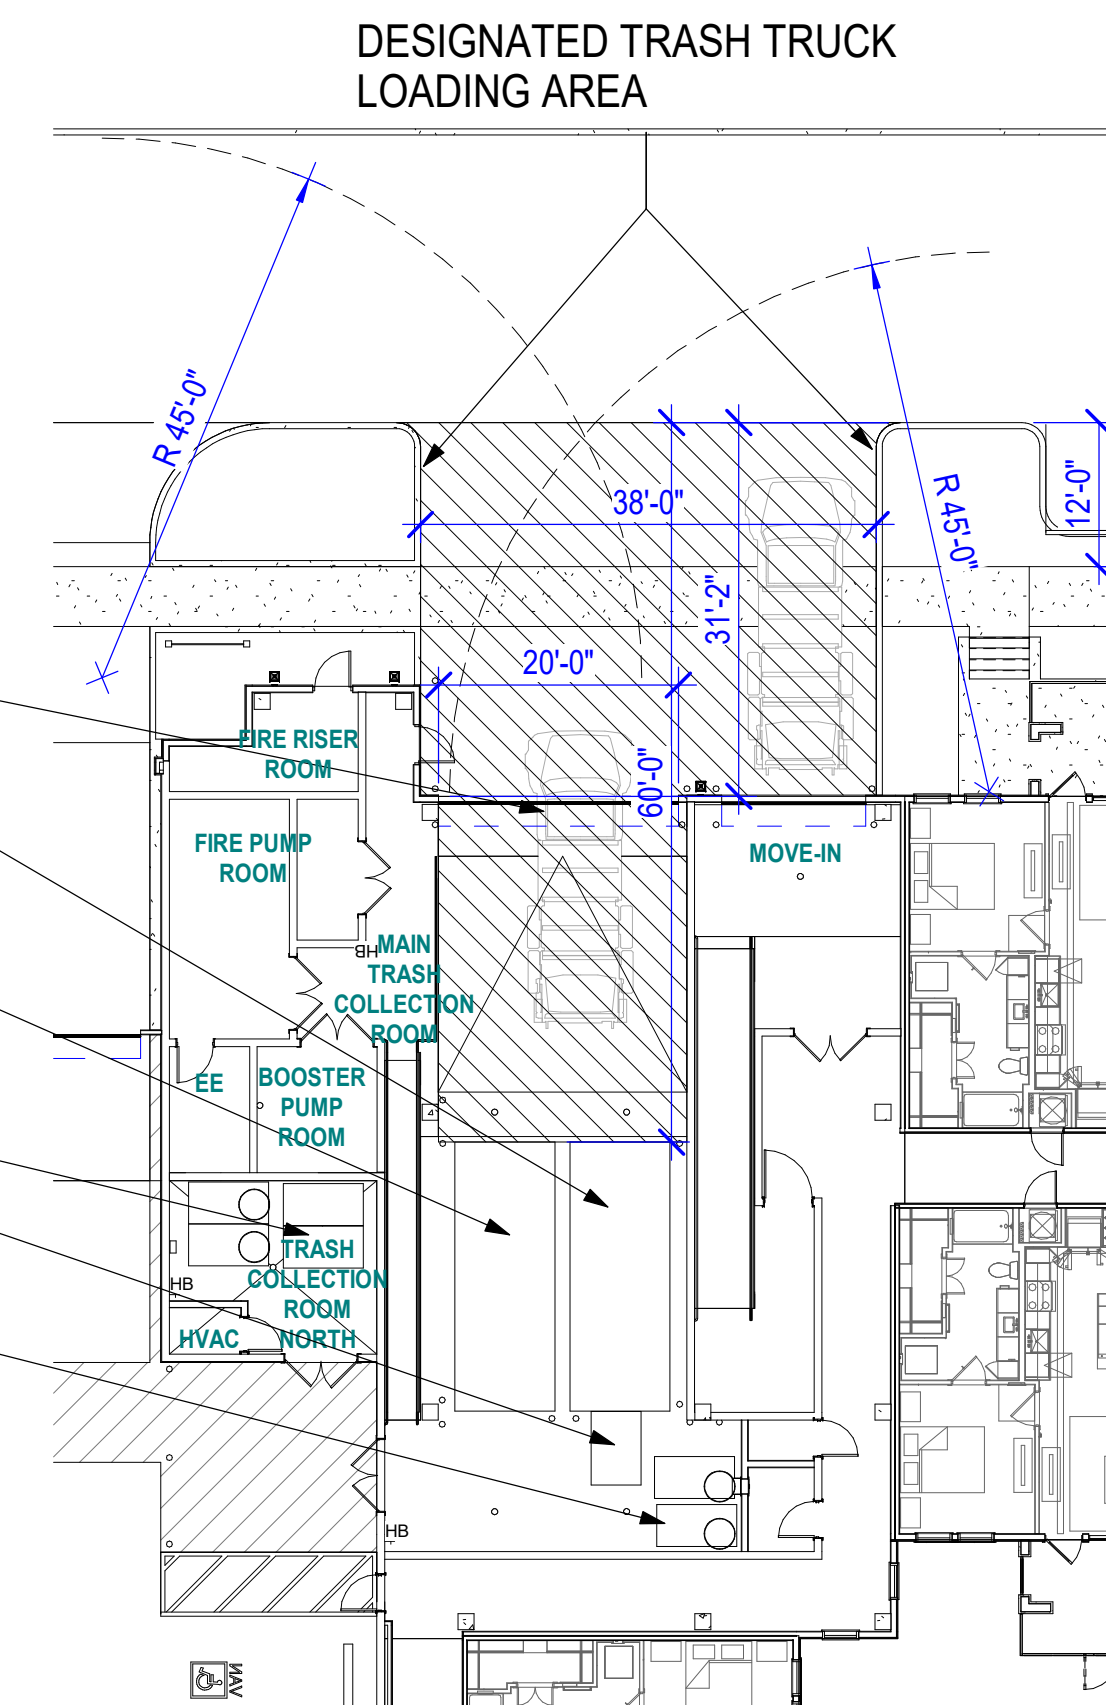 DESIGNATED TRASH TRUCK
LOADING AREA
R 45'-0"
38'-0"
R 45'-0"
12'-0"
31'-2"
20'-0"
60'-0"
FIRE RISER
ROOM
FIRE PUMP
ROOM
MOVE-IN
HB
MAIN
TRASH
COLLECTION
ROOM
EE
BOOSTER
PUMP
ROOM
TRASH
COLLECTION
ROOM
NORTH
HB
HVAC
HB
VAN